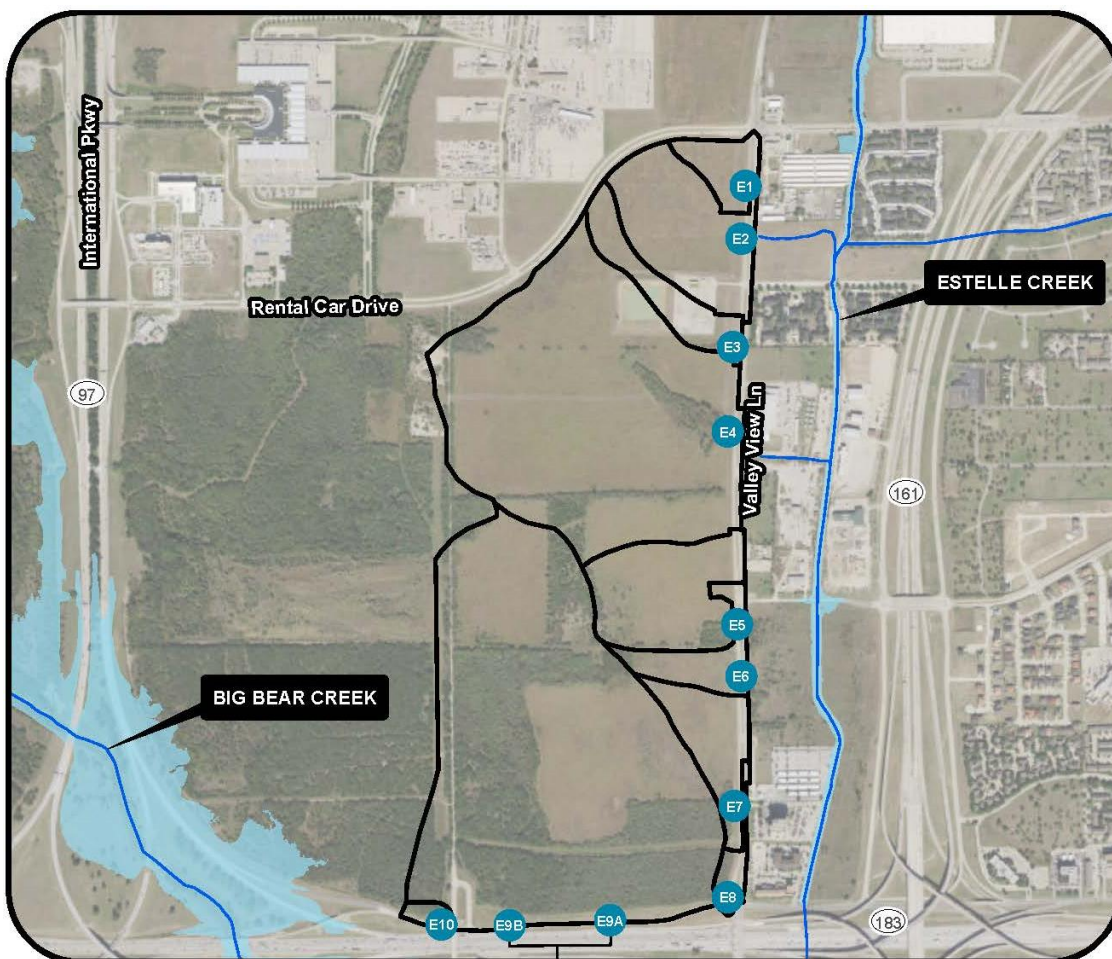 International Pkwy
E1
E2
ESTELLE CREEK
Rental Car Drive
E3
97
E4
Valley View Ln
161
E5
E6
BIG BEAR CREEK
E7
E8
E10
E9B
E9A
183